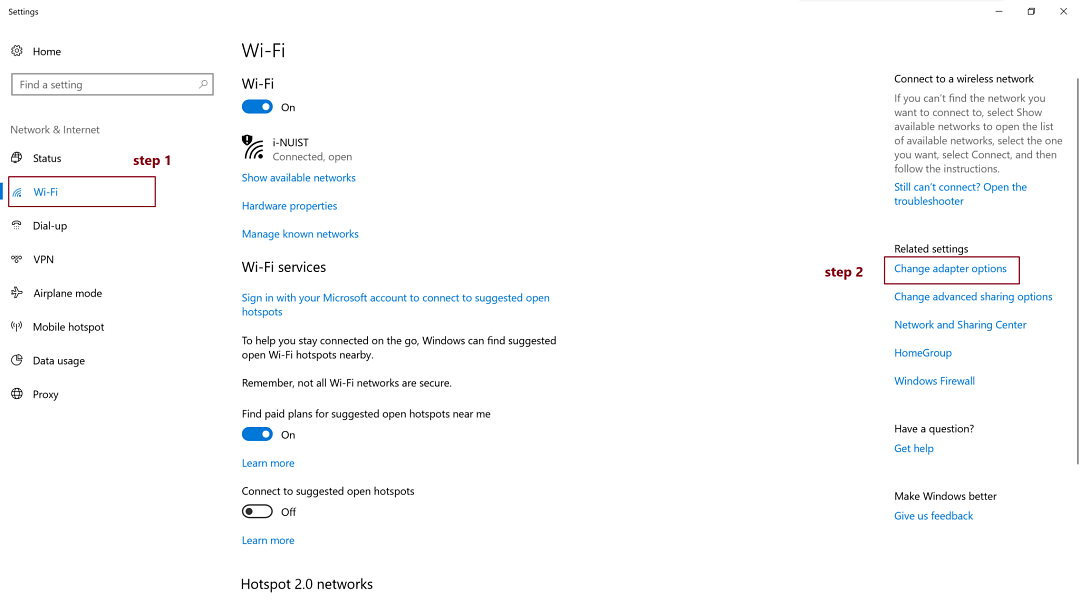 Settings
Home
Find a setting
Network & Internet
Status
step 1
Wi-Fi
Dial-up
VPN
Airplane mode
Mobile hotspot
Data usage
Proxy
Wi-Fi
Wi-Fi
On
i-NUIST
Connected, open
Show available networks
Hardware properties
Manage known networks
Wi-Fi services
Sign in with your Microsoft account to connect to suggested open
hotspots
To help you stay connected on the go, Windows can find suggested
open Wi-Fi hotspots nearby.
Remember, not all Wi-Fi networks are secure.
Find paid plans for suggested open hotspots near me
On
Learn more
Connect to suggested open hotspots
Off
Learn more
Hotspot 2.0 networks
Connect to a wireless network
If you can't find the network you
want to connect to, select Show
available networks to open the list
of available networks, select the one
you want, select Connect, and then
follow the instructions.
Still can't connect? Open the
troubleshooter
Related settings
step 2
Change adapter options
Change advanced sharing options
Network and Sharing Center
HomeGroup
Windows Firewall
Have a question?
Get help
Make Windows better
Give us feedback